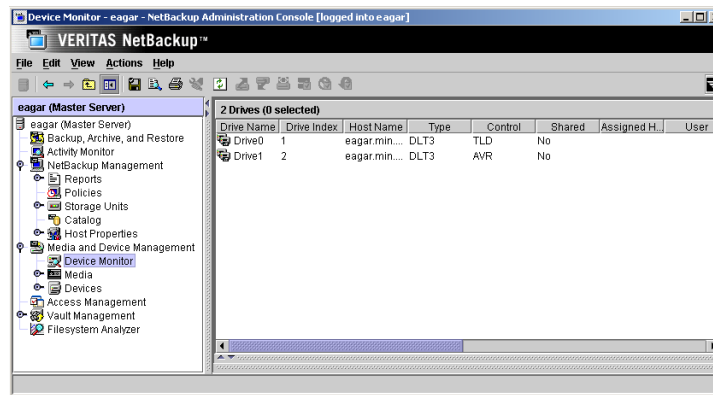 Device Monitor - eagar - NetBackup Administration Console [logged into eagar]
VERITAS NetBackup™
File Edit View Actions Help
eagar (Master Server)
2 Drives (0 selected)
eagar (Master Server)
Backup, Archive, and Restore
Activity Monitor
NetBackup Management
Reports
Policies
Storage Units
Catalog
Host Properties
Media and Device Management
Device Monitor
Media
Devices
Access Management
Vault Management
Filesystem Analyzer
Drive Name Drive Index Host Name Type Control Shared Assigned H... User
Drive0 1 eagar.min.... DLT3 TLD No
Drive1 2 eagar.min.... DLT3 AVR No